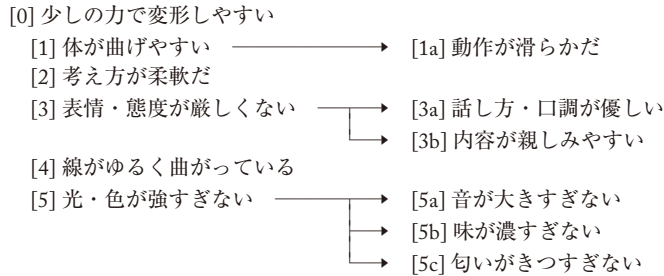 [0] 少しの力で変形しやすい
[1] 体が曲げやすい [1a] 動作が滑らかだ
[2] 考え方が柔軟だ
[3] 表情・態度が厳しくない [3a] 話し方・口調が優しい
[3b] 内容が親しみやすい
[4] 線がゆるく曲がっている
[5] 光・色が強すぎない [5a] 音が大きすぎない
[5b] 味が濃すぎない
[5c] 匂いがきつすぎない